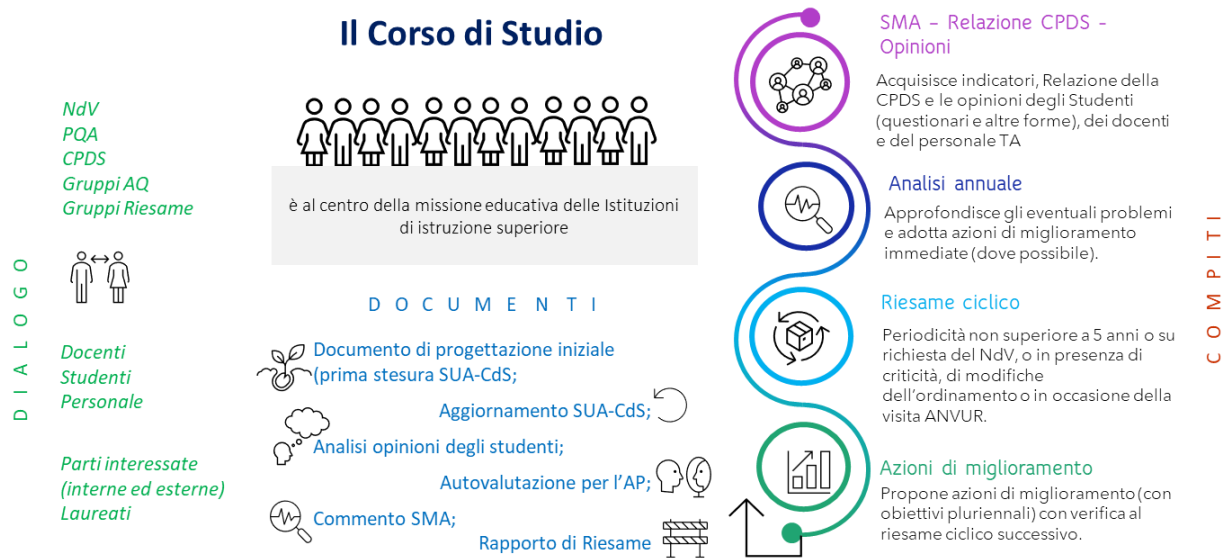 Il Corso di Studio
NdV
PQA
CPDS
Gruppi AQ
Gruppi Riesame
DIALOGO
Docenti
Studenti
Personale
Parti interessate
(interne ed esterne)
Laureati
è al centro della missione educativa delle Istituzioni
di istruzione superiore
DOCUMENTI
Documento di progettazione iniziale
(prima stesura SUA-CdS;
Aggiornamento SUA-CdS;
Analisi opinioni degli studenti;
Autovalutazione per l'AP;
Commento SMA;
Rapporto di Riesame
SMA – Relazione CPDS -
Opinioni
Acquisisce indicatori, Relazione della
CPDS e le opinioni degli Studenti
(questionari e altre forme), dei docenti
e del personale TA
Analisi annuale
Approfondisce gli eventuali problemi
e adotta azioni di miglioramento
immediate (dove possibile).
Riesame ciclico
Periodicità non superiore a 5 anni o su
richiesta del NdV, o in presenza di
criticità, di modifiche
dell'ordinamento o in occasione della
visita ANVUR.
Azioni di miglioramento
Propone azioni di miglioramento (con
obiettivi pluriennali) con verifica al
riesame ciclico successivo.
COMPITI